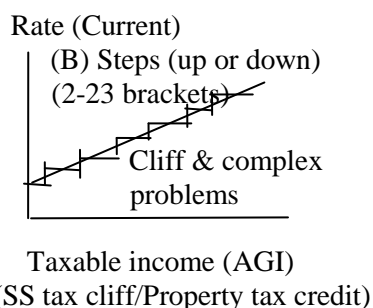 Rate (Current)
(B) Steps (up or down)
(2-23 brackets)
Cliff & complex
problems
Taxable income (AGI)
(SS tax cliff/Property tax credit)